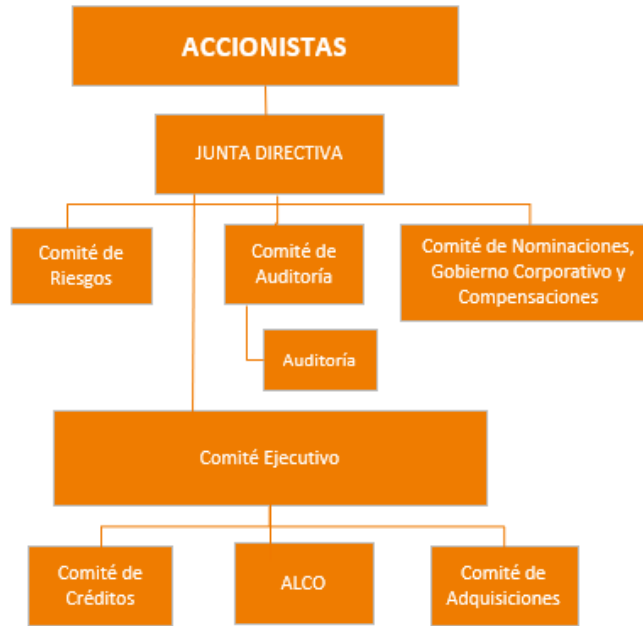 ACCIONISTAS
JUNTA DIRECTIVA
Comité de
Riesgos
Comité de
Auditoría
Comité de Nominaciones,
Gobierno Corporativo y
Compensaciones
Auditoría
Comité Ejecutivo
Comité de
Créditos
ALCO
Comité de
Adquisiciones